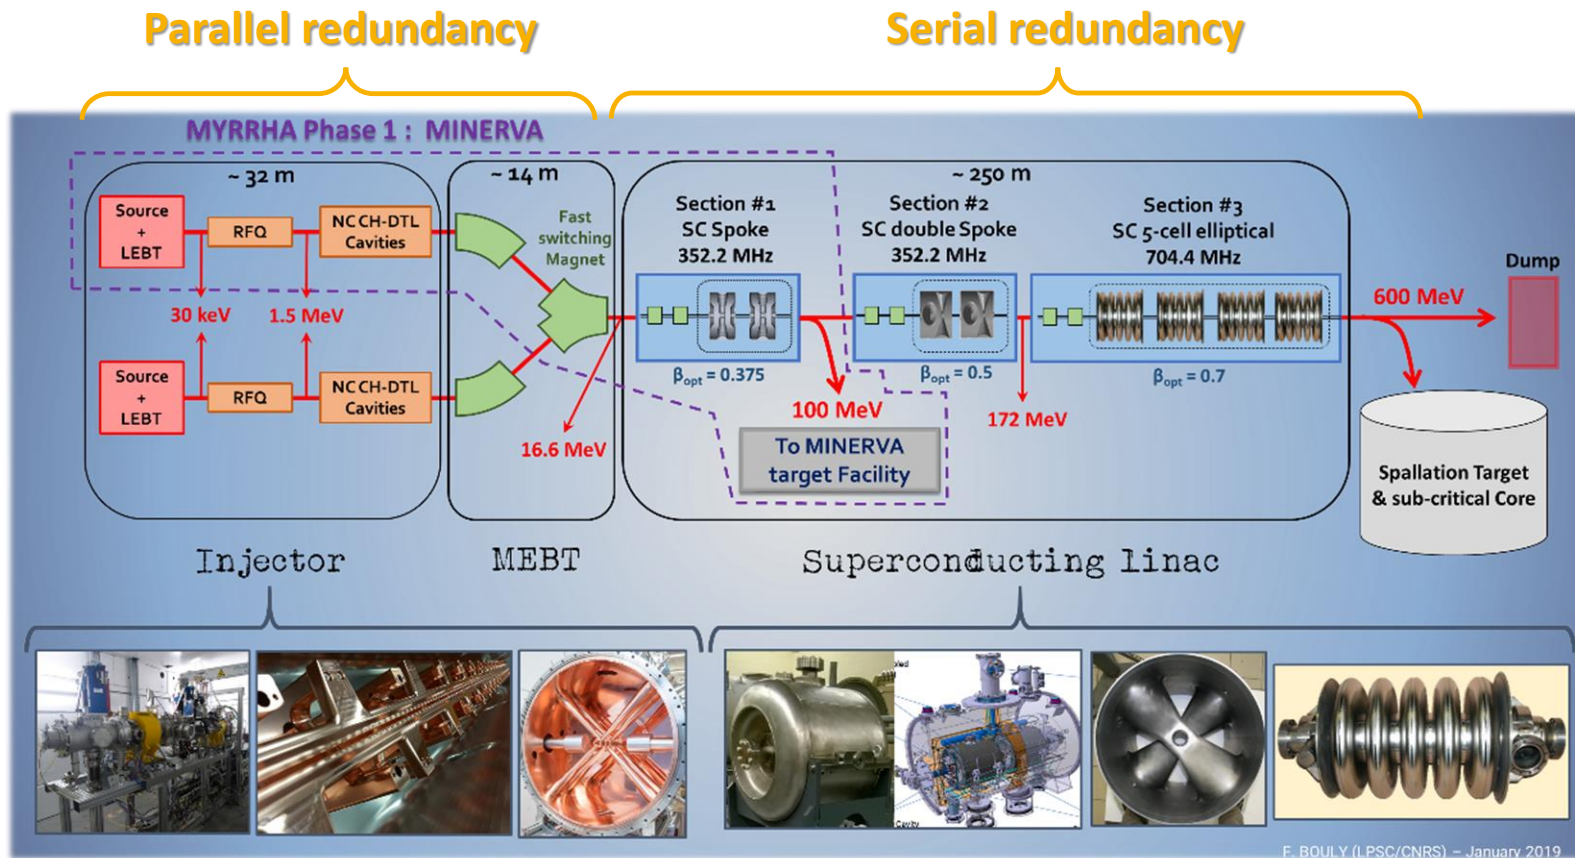 Parallel redundancy
Serial redundancy
MYRRHA Phase 1 : MINERVA
~ 32 m
~ 14 m
~ 250 m
Source
+
LEBT
RFQ
NC CH-DTL
Cavities
Fast
switching
Magnet
Section #1
SC Spoke
352.2 MHz
Section #2
SC double Spoke
352.2 MHz
Section #3
SC 5-cell elliptical
704.4 MHz
Dump
30 keV
1.5 MeV
600 MeV
Source
+
LEBT
RFQ
NC CH-DTL
Cavities
βopt = 0.375
βopt = 0.5
βopt = 0.7
16.6 MeV
100 MeV
172 MeV
To MINERVA
target Facility
Spallation Target
& sub-critical Core
Injector
MEBT
Superconducting linac
Cavity
F. BOULY (LPSC/CNRS) – January 2019